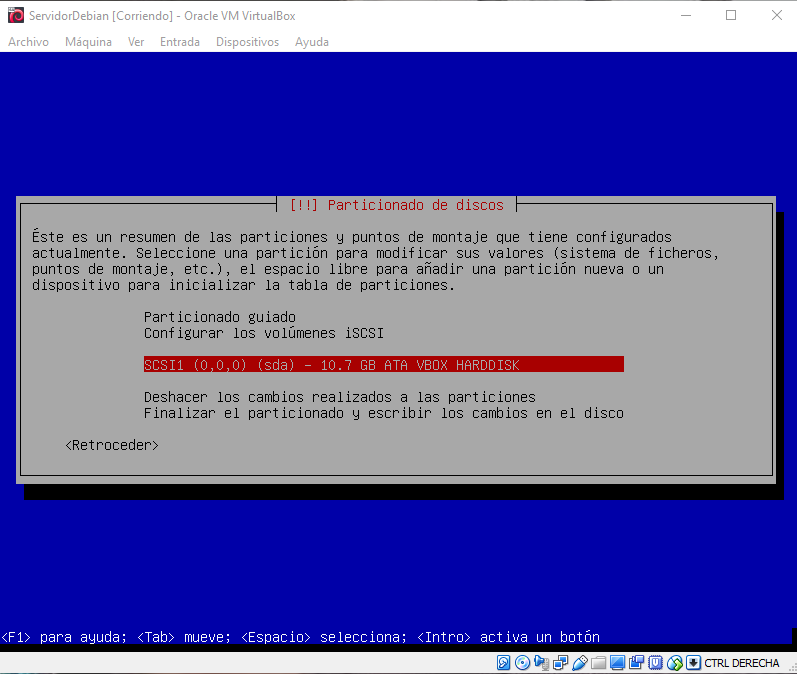 ServidorDebian [Corriendo] - Oracle VM VirtualBox
Archivo Máquina Ver Entrada Dispositivos Ayuda
[!!] Particionado de discos
Éste es un resumen de las particiones y puntos de montaje que tiene configurados
actualmente. Seleccione una partición para modificar sus valores (sistema de ficheros,
puntos de montaje, etc.), el espacio libre para añadir una partición nueva o un
dispositivo para inicializar la tabla de particiones.
Particionado guiado
Configurar los volúmenes iSCSI
SCSI1 (0,0,0) (sda) - 10.7 GB ATA VBOX HARDDISK
Deshacer los cambios realizados a las particiones
Finalizar el particionado y escribir los cambios en el disco
<Retroceder>
<F1> para ayuda; <Tab> mueve; <Espacio> selecciona; <Intro> activa un botón
CTRL DERECHA